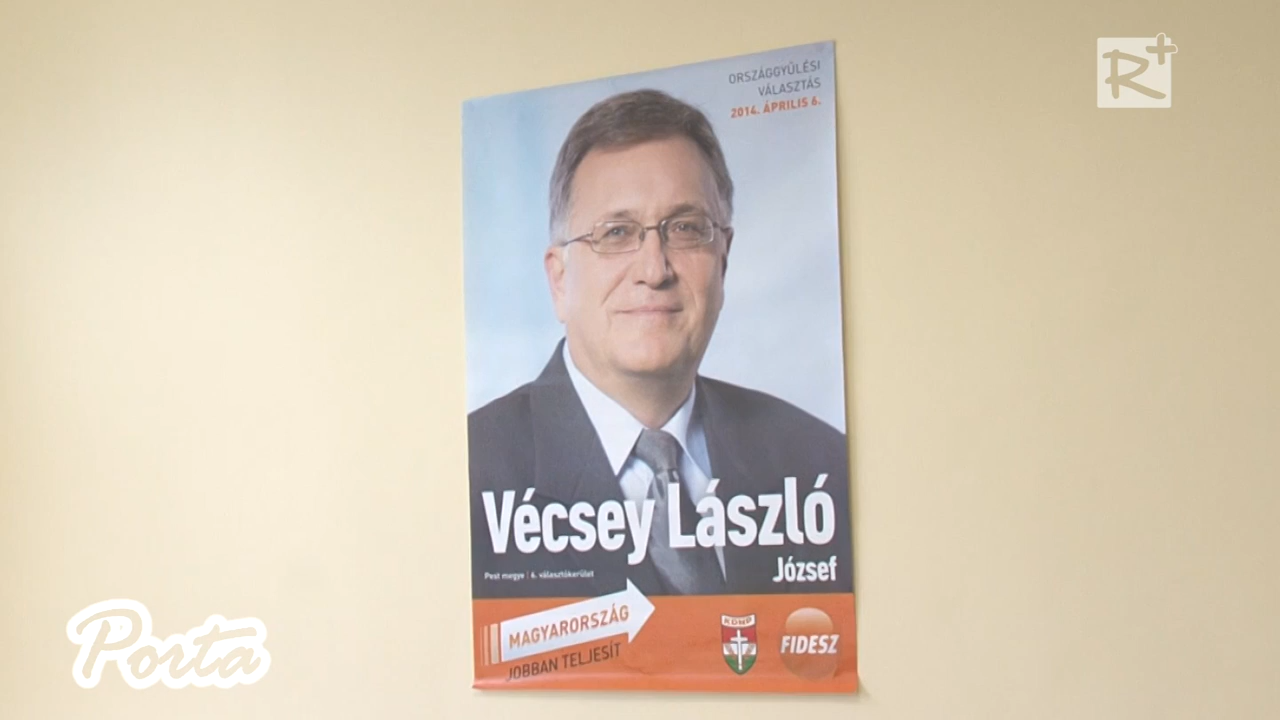 R+
ORSZÁGGYŰLÉSI
VÁLASZTÁS
2014. ÁPRILIS 6.
Vécsey László
József
Pest megye | 6. választókerület
MAGYARORSZÁG
JOBBAN TELJESÍT
KDNP
FIDESZ
Porta